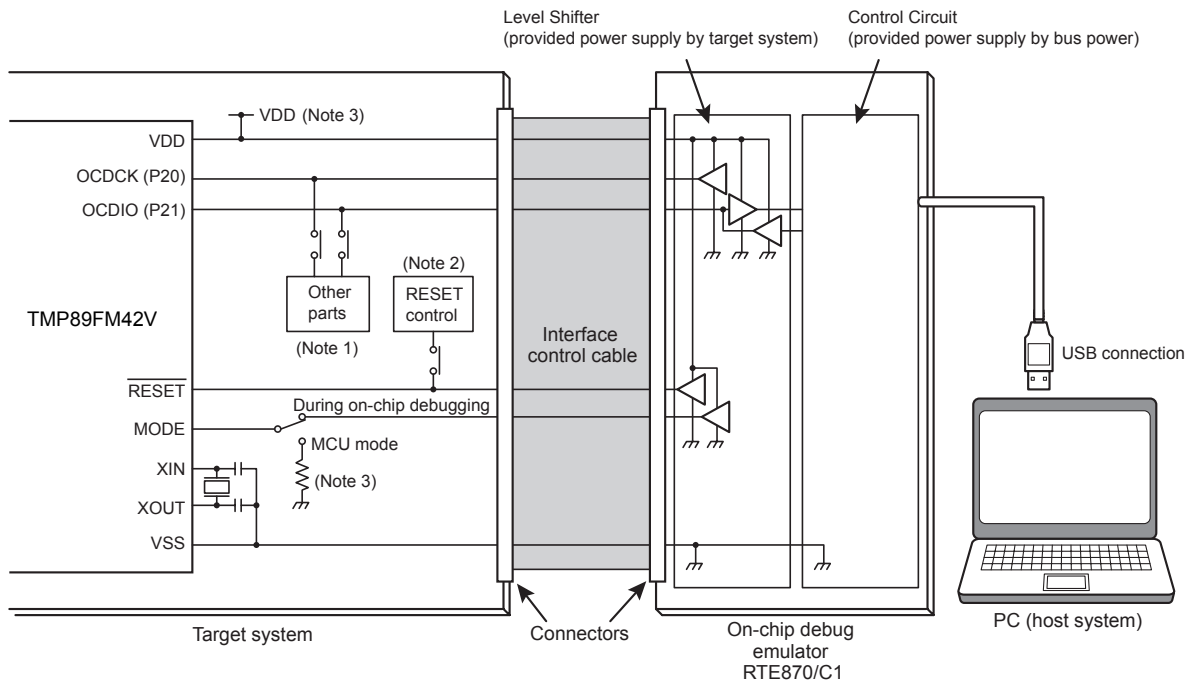 Level Shifter
(provided power supply by target system)
Control Circuit
(provided power supply by bus power)
VDD (Note 3)
VDD
OCDCK (P20)
OCDIO (P21)
(Note 2)
Other
parts
RESET
control
TMP89FM42V
(Note 1)
Interface
control cable
USB connection
RESET
During on-chip debugging
MODE
MCU mode
XIN
(Note 3)
XOUT
VSS
Target system
Connectors
On-chip debug
emulator
RTE870/C1
PC (host system)